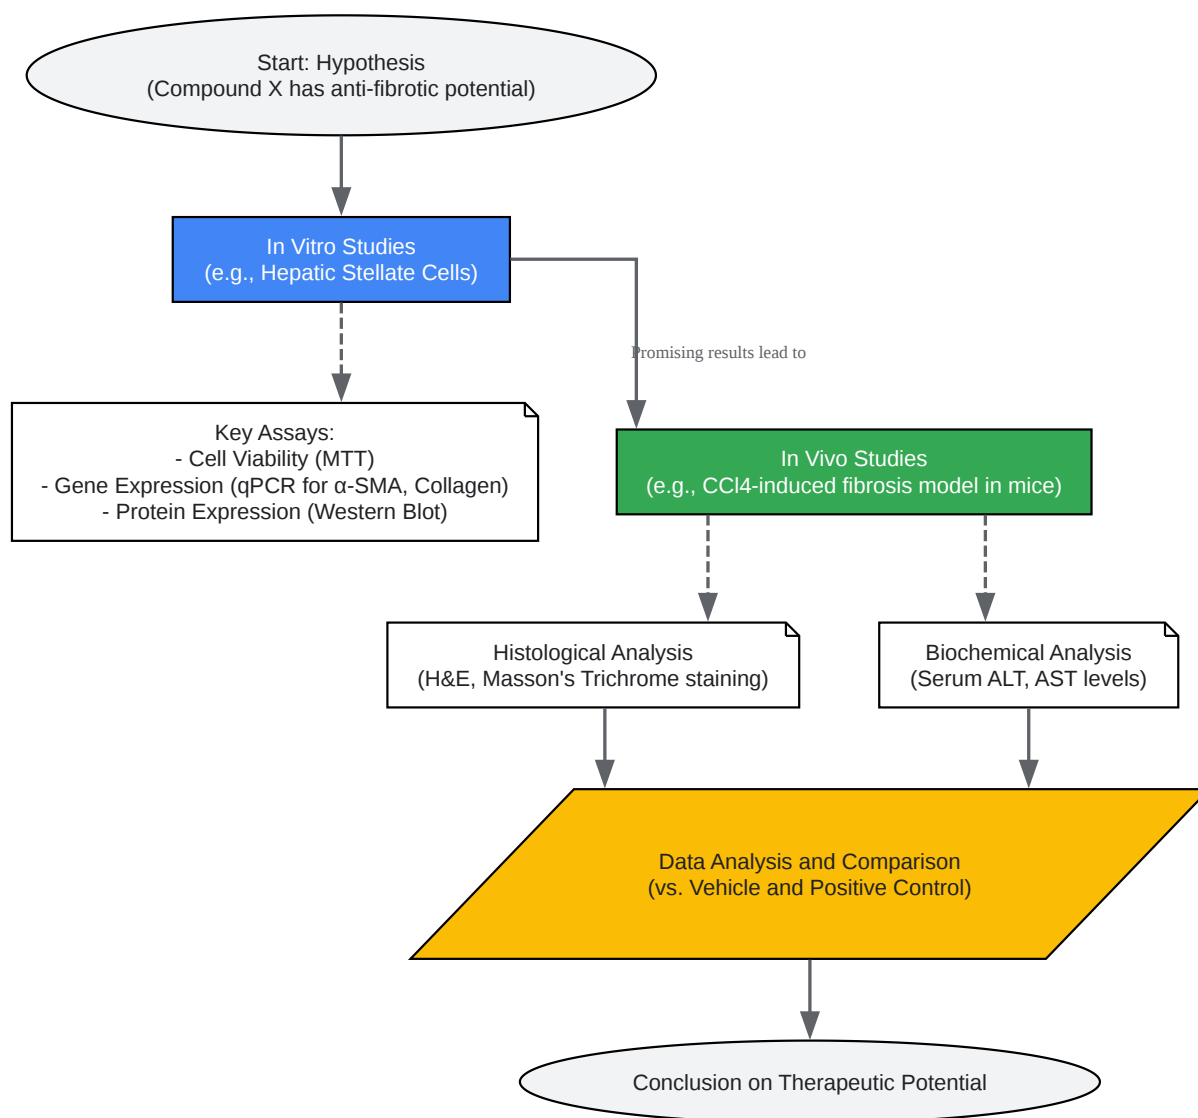 Start: Hypothesis
(Compound X has anti-fibrotic potential)
In Vitro Studies
(e.g., Hepatic Stellate Cells)
Promising results lead to
Key Assays:
- Cell Viability (MTT)
- Gene Expression (qPCR for α-SMA, Collagen)
- Protein Expression (Western Blot)
In Vivo Studies
(e.g., CCl4-induced fibrosis model in mice)
Histological Analysis
(H&E, Masson's Trichrome staining)
Biochemical Analysis
(Serum ALT, AST levels)
Data Analysis and Comparison
(vs. Vehicle and Positive Control)
Conclusion on Therapeutic Potential